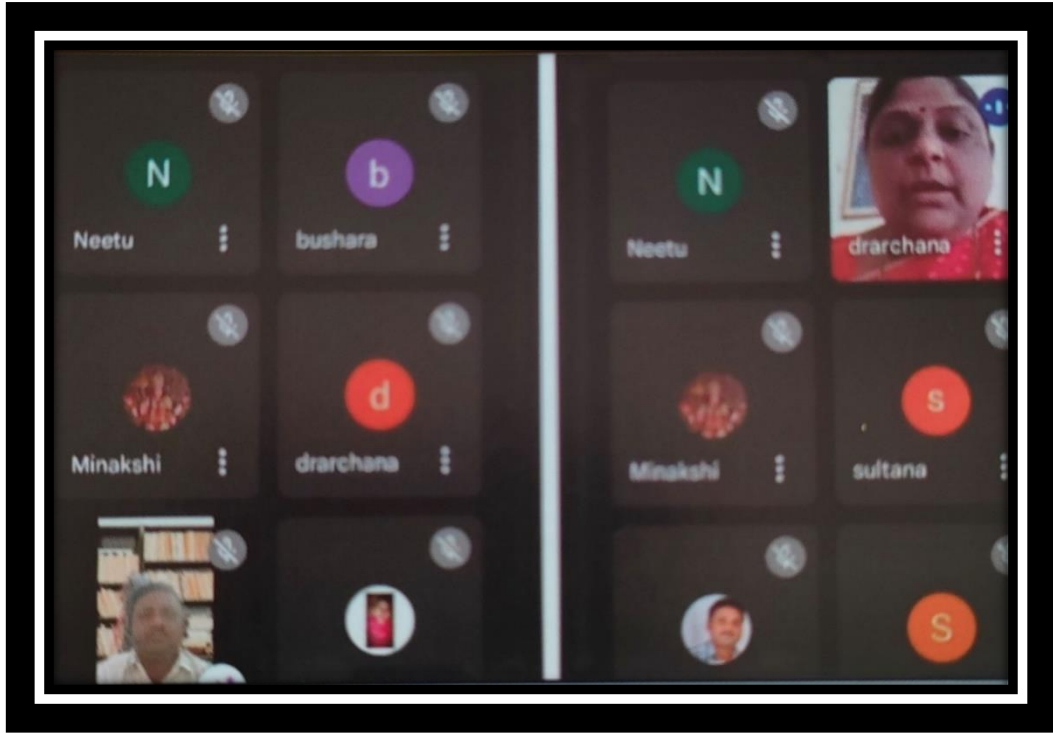 N
b
Neetu
bushara
d
Minakshi
drarchana
N
Neetu
drarchana
s
Minakshi
sultana
S